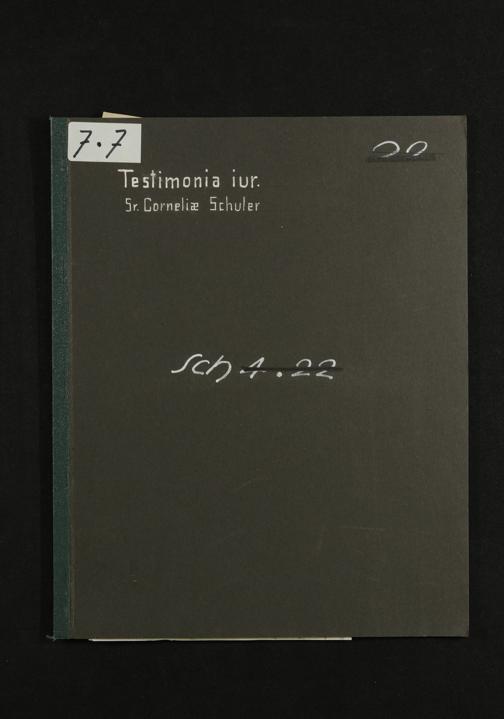 7.7
22
Testimonia iur.
Sr. Corneliæ Schuler
Sch 1.22